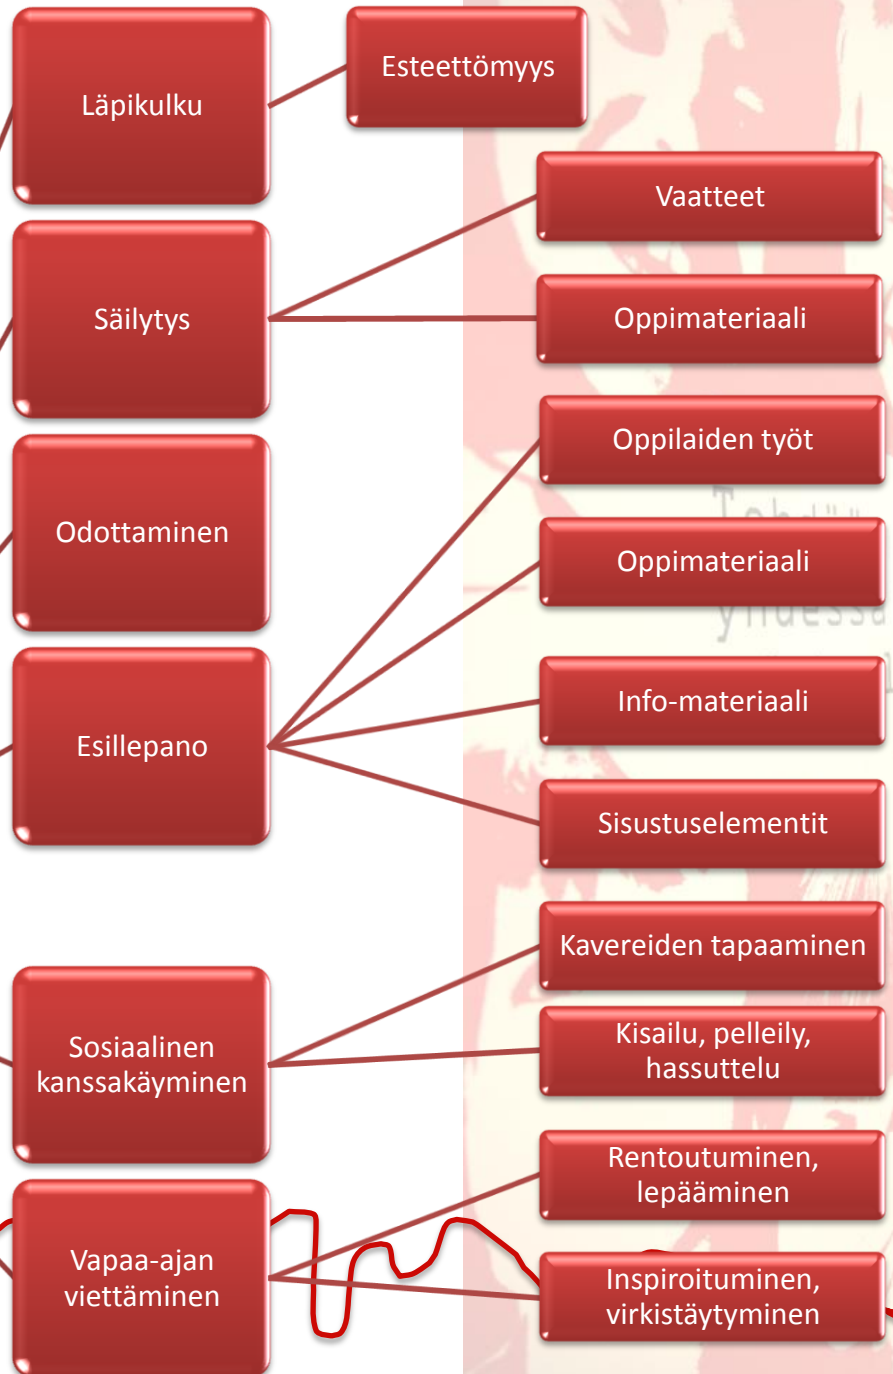 Läpikulku
Esteettömyys
Säilytys
Vaatteet
Oppimateriaali
Odottaminen
Esillepano
Oppilaiden työt
Oppimateriaali
Info-materiaali
Sisustuselementit
Sosiaalinen
kanssakäyminen
Kavereiden tapaaminen
Kisailu, pelleily,
hassuttelu
Vapaa-ajan
viettäminen
Rentoutuminen,
lepääminen
Inspiroituminen,
virkistäytyminen